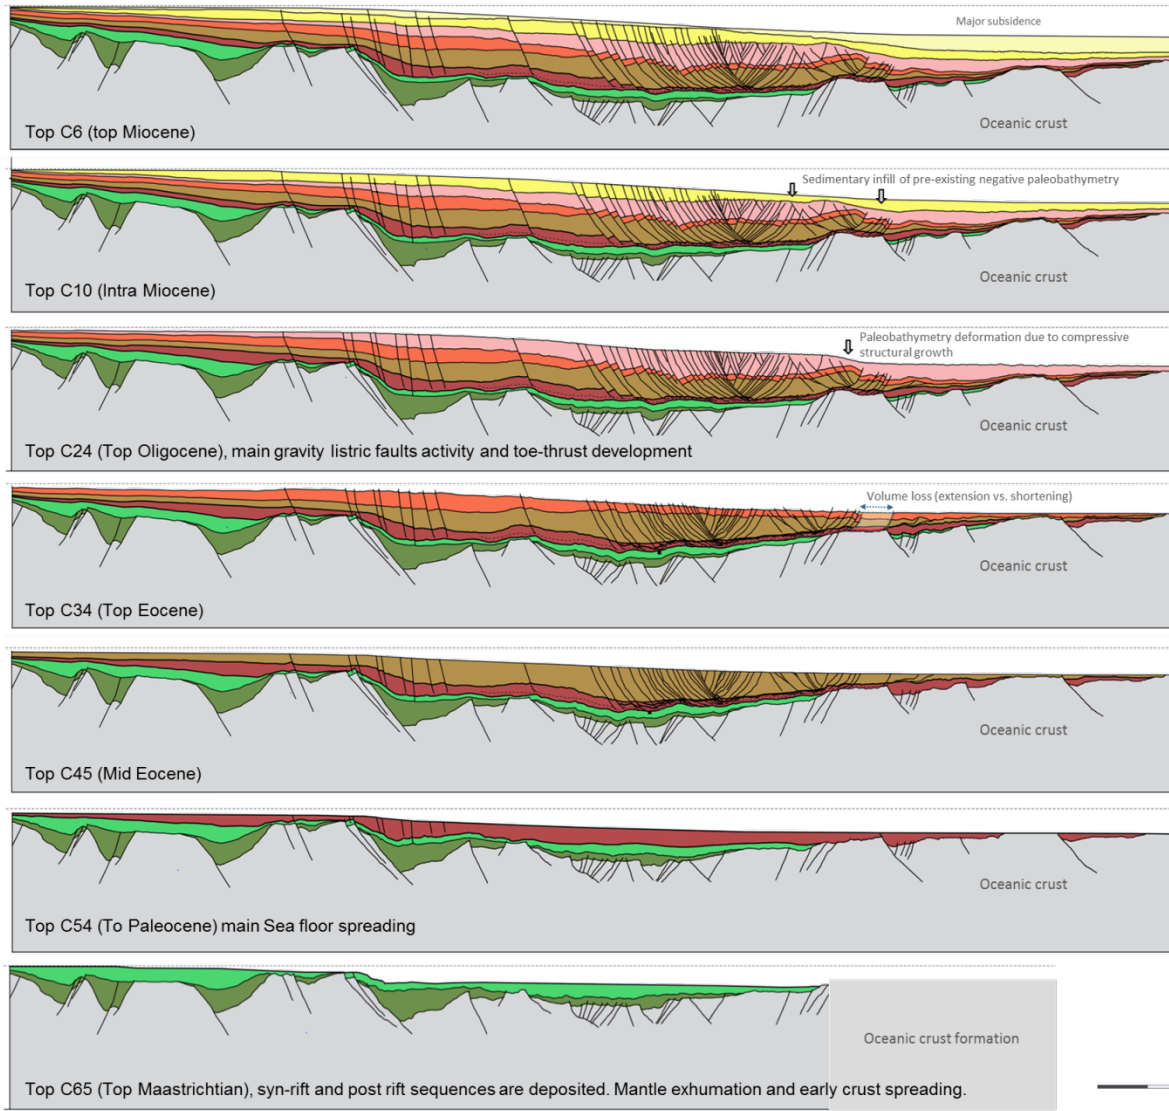 Major subsidence
Oceanic crust
Top C6 (top Miocene)
Sedimentary infill of pre-existing negative paleobathymetry
Oceanic crust
Top C10 (Intra Miocene)
Paleobathymetry deformation due to compressive
structural growth
Oceanic crust
Top C24 (Top Oligocene), main gravity listric faults activity and toe-thrust development
Volume loss (extension vs. shortening)
Oceanic crust
Top C34 (Top Eocene)
Oceanic crust
Top C45 (Mid Eocene)
Oceanic crust
Top C54 (To Paleocene) main Sea floor spreading
Oceanic crust formation
Top C65 (Top Maastrichtian), syn-rift and post rift sequences are deposited. Mantle exhumation and early crust spreading.